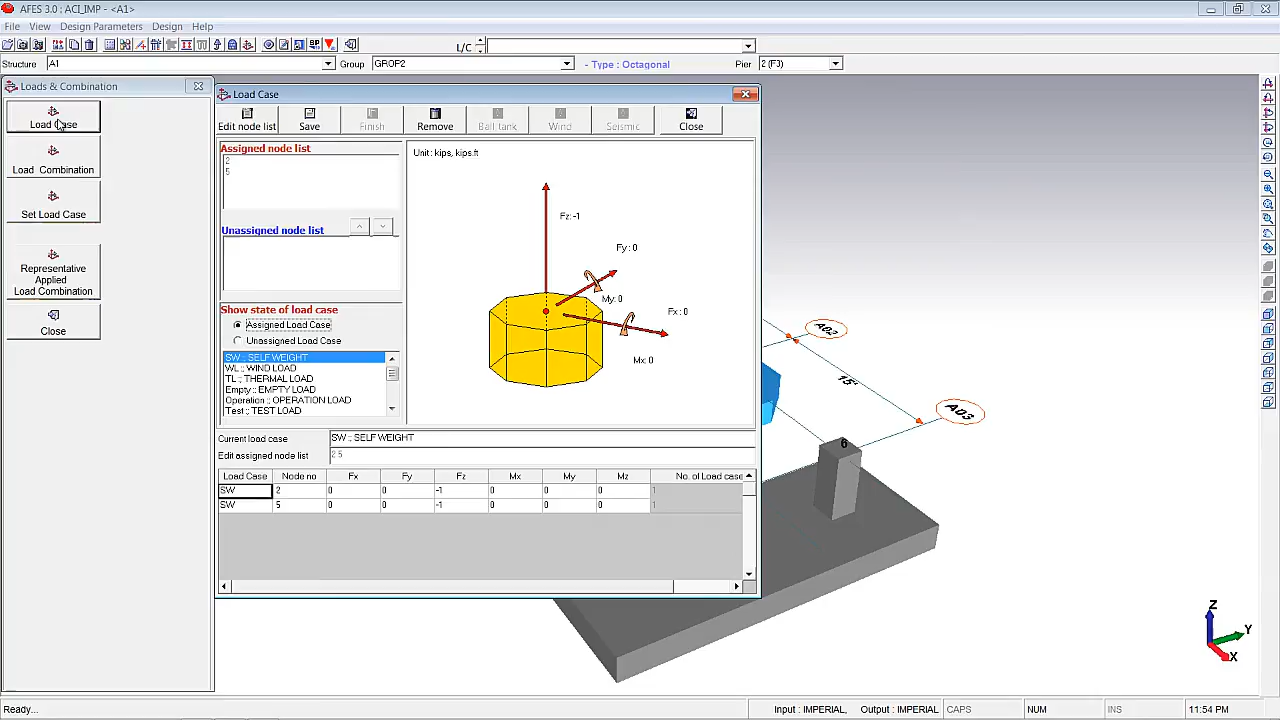 AFES 3.0 : ACI_IMP - <A1>
File View Design Parameters Design Help
L/C
Structure A1 Group GROF2 - Type : Octagonal Pier 2 (F3)
Loads & Combination
Load Case
Load Combination
Set Load Case
Representative
Applied
Load Combination
Close
Load Case
Edit node list Save Finish Remove Ball tank Wind Seismic Close
Assigned node list
2
5
Unassigned node list
Show state of load case
Assigned Load Case
Unassigned Load Case
SW :: SELF WEIGHT
WL :: WIND LOAD
TL :: THERMAL LOAD
Empty :: EMPTY LOAD
Operation :: OPERATION LOAD
Test :: TEST LOAD
Unit: kips, kips.ft
Fz: -1
Fy: 0
My: 0
Fx: 0
Mx: 0
Current load case SW :: SELF WEIGHT
Edit assigned node list 2 5
Load Case Node no Fx Fy Fz Mx My Mz No. of Load case
SW 2 0 0 -1 0 0 0 1
SW 5 0 0 -1 0 0 0 1
A02
15'
A03
6
Z
Y
X
Ready... Input : IMPERIAL, Output : IMPERIAL CAPS NUM INS 11:54 PM